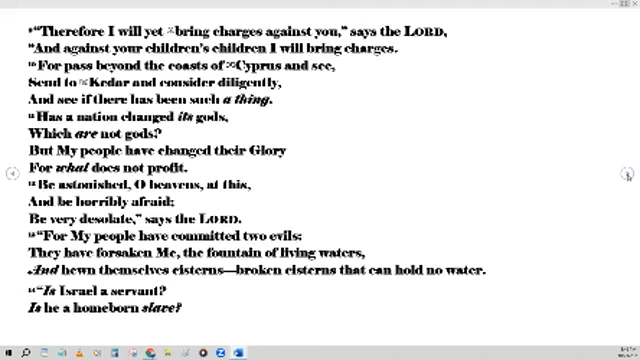 9 "Therefore I will yet bring charges against you," says the LORD,
"And against your children's children I will bring charges.
10 For pass beyond the coasts of Cyprus and see,
Send to Kedar and consider diligently,
And see if there has been such a thing.
11 Has a nation changed its gods,
Which are not gods?
But My people have changed their Glory
For what does not profit.
12 Be astonished, O heavens, at this,
And be horribly afraid;
Be very desolate," says the LORD.
13 "For My people have committed two evils:
They have forsaken Me, the fountain of living waters,
And hewn themselves cisterns—broken cisterns that can hold no water.
14 "Is Israel a servant?
Is he a homeborn slave?